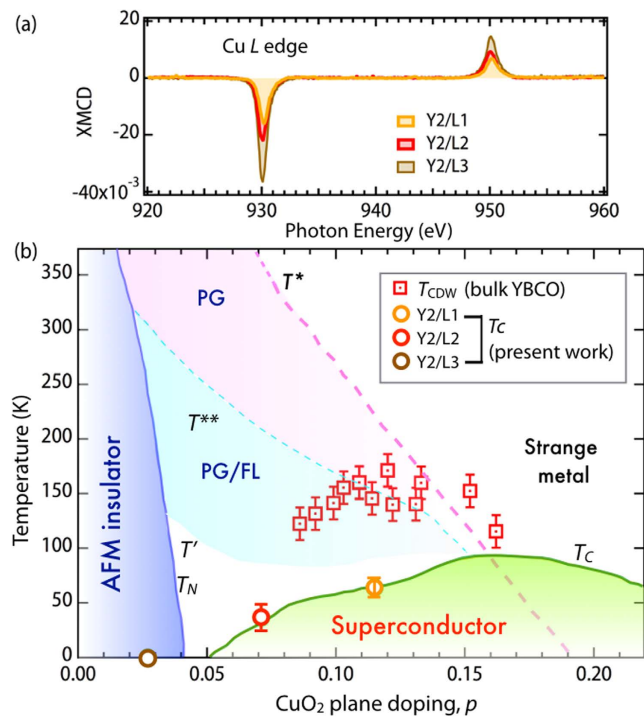 (a)
20
0
-20
-40x10⁻³
XMCD
Cu L edge
Y2/L1
Y2/L2
Y2/L3
920
930
940
950
960
Photon Energy (eV)
(b)
350
300
250
200
150
100
50
0
Temperature (K)
AFM insulator
PG
T*
T**
PG/FL
T'
T_N
T_CDW (bulk YBCO)
Y2/L1
Y2/L2
Y2/L3
Tc
(present work)
Strange
metal
T_C
Superconductor
0.00
0.05
0.10
0.15
0.20
CuO₂ plane doping, p